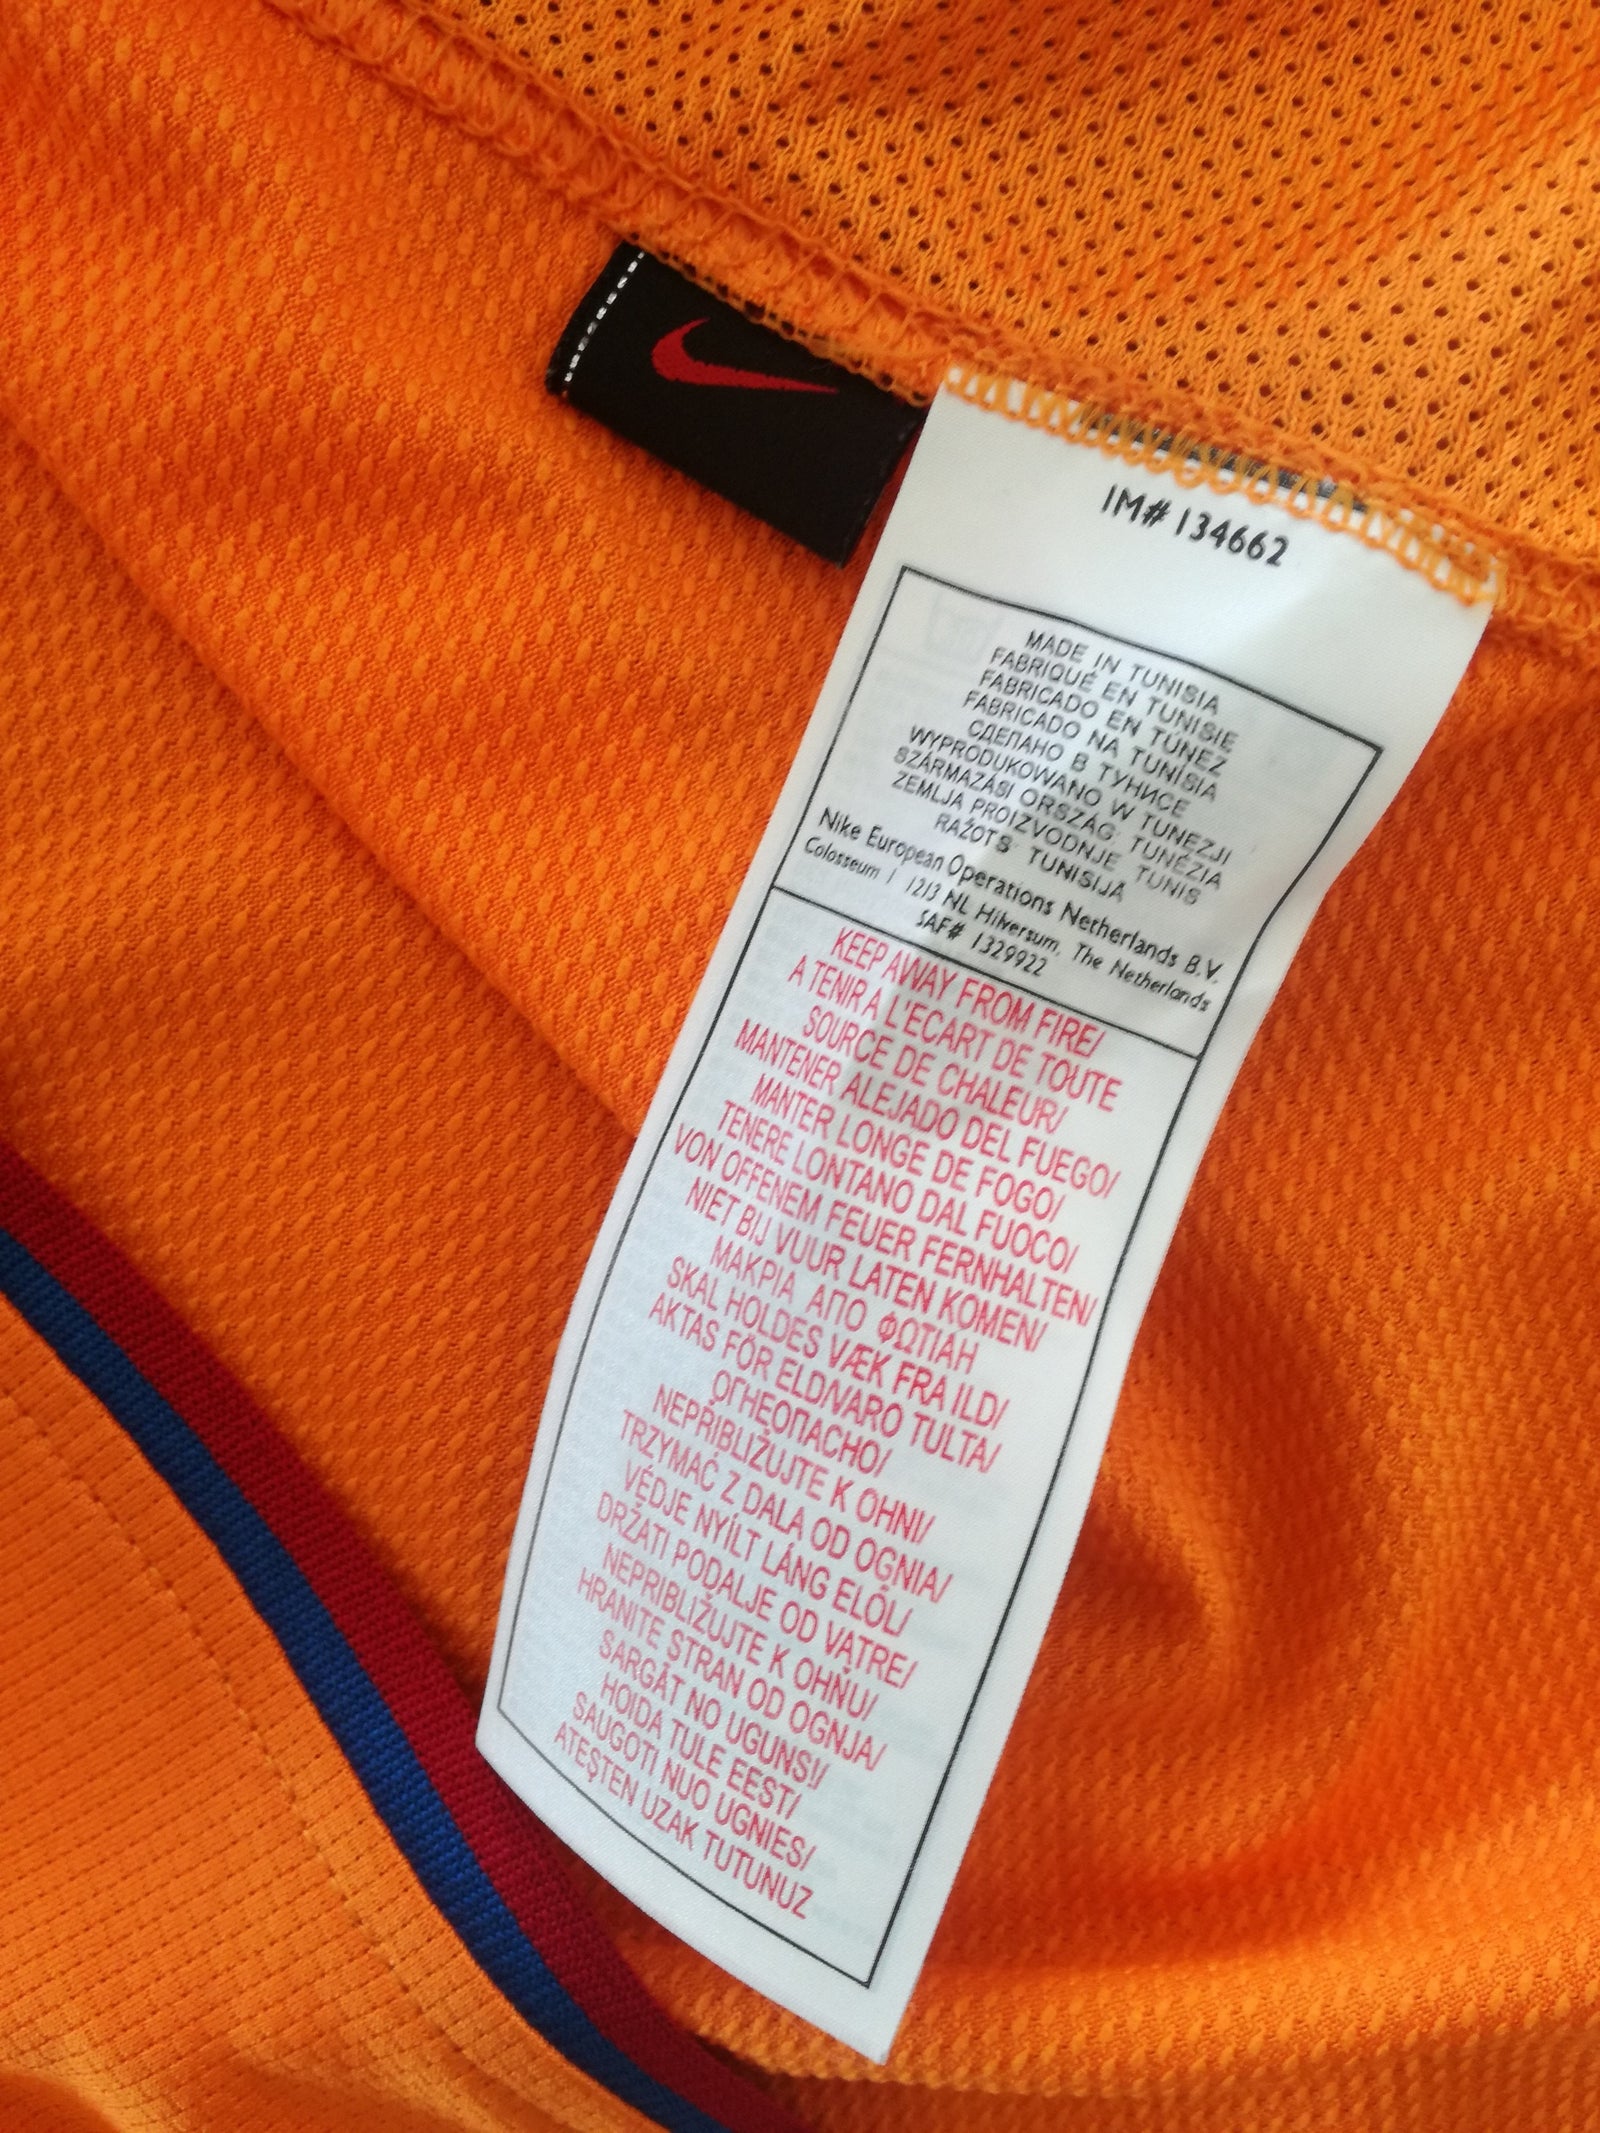 IM# 134662
MADE IN TUNISIA
FABRIQUÉ EN TUNISIE
FABRICADO EN TÚNEZ
FABRICADO NA TUNÍSIA
СДЕПАНО В ТУНИСЕ
WYPRODUKOWANO W TUNEZJI
SZÁRMAZÁSI ORSZÁG: TUNÉZIA
ZEMLJA PROIZVODNJE TUNIS
RAŽOTS TUNISIJĀ
Nike European Operations Netherlands B.V.
Colosseum 1 1213 NL Hilversum, The Netherlands
SAF# 1329922
KEEP AWAY FROM FIRE/
A TENIR A L'ECART DE TOUTE
SOURCE DE CHALEUR/
MANTENER ALEJADO DEL FUEGO/
MANTER LONGE DE FOGO/
TENERE LONTANO DAL FUOCO/
VON OFFENEM FEUER FERNHALTEN/
NIET BIJ VUUR LATEN KOMEN/
ΜΑΚΡΙΑ ΑΠΟ ΦΩΤΙΑΗ
SKAL HOLDES VÆK FRA ILD/
AKTAS FÖR ELD/VARO TULTA/
ОГНЕОПАСНО/
NEPŘIBLIŽUJTE K OHNI/
TRZYMAĆ Z DALA OD OGNIA/
VÉDJE NYÍLT LÁNG ELŐL/
DRŽATI PODALJE OD VATRE/
NEPRIBLIŽUJTE K OHŇU/
HRANITE STRAN OD OGNJA/
SARGĀT NO UGUNS!/
HOIDA TULE EEST/
SAUGOTI NUO UGNIES/
ATEŞTEN UZAK TUTUNUZ